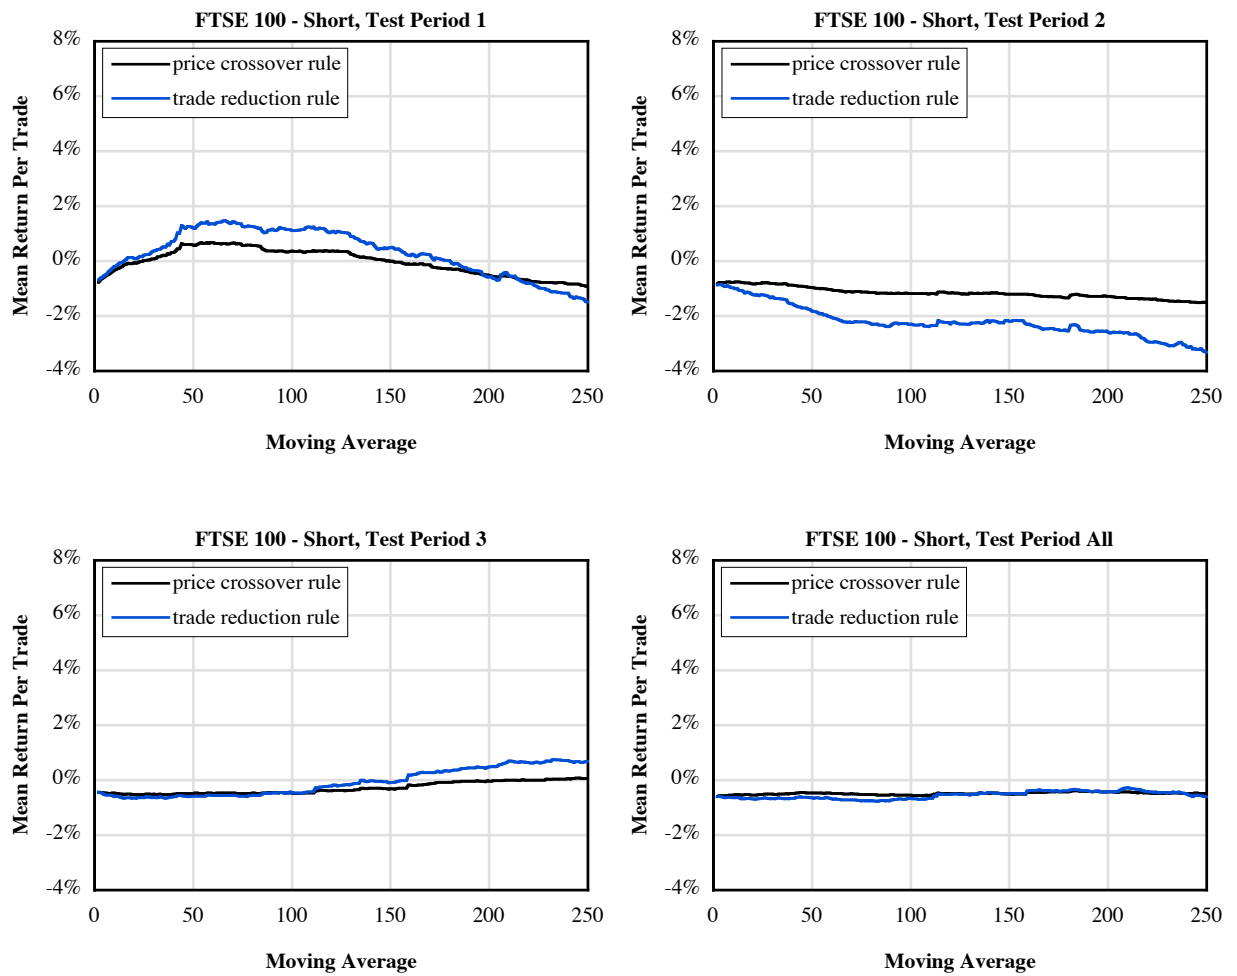 FTSE 100 - Short, Test Period 1
8%
6%
4%
2%
0%
-2%
-4%
Mean Return Per Trade
price crossover rule
trade reduction rule
0 50 100 150 200 250
Moving Average
FTSE 100 - Short, Test Period 2
8%
6%
4%
2%
0%
-2%
-4%
Mean Return Per Trade
price crossover rule
trade reduction rule
0 50 100 150 200 250
Moving Average
FTSE 100 - Short, Test Period 3
8%
6%
4%
2%
0%
-2%
-4%
Mean Return Per Trade
price crossover rule
trade reduction rule
0 50 100 150 200 250
Moving Average
FTSE 100 - Short, Test Period All
8%
6%
4%
2%
0%
-2%
-4%
Mean Return Per Trade
price crossover rule
trade reduction rule
0 50 100 150 200 250
Moving Average